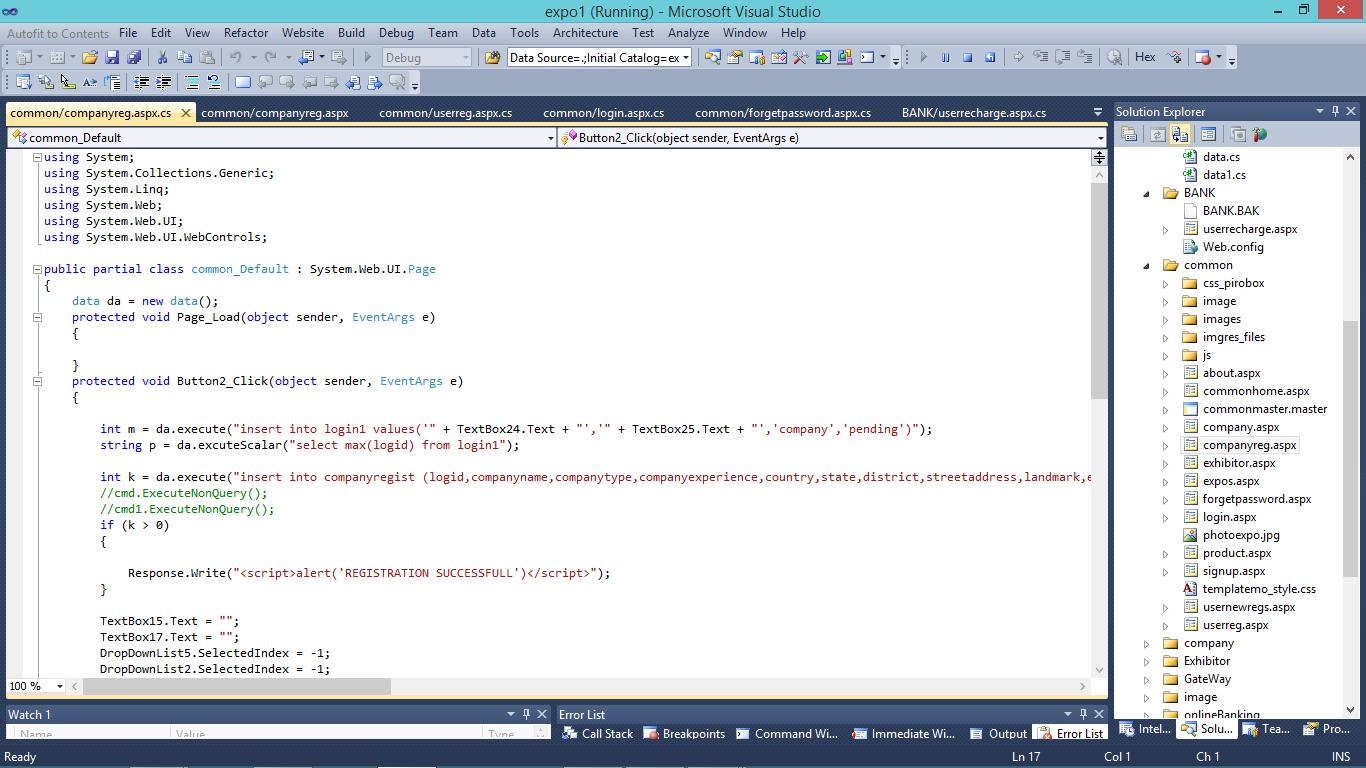 expo1 (Running) - Microsoft Visual Studio
Autofit to Contents File Edit View Refactor Website Build Debug Team Data Tools Architecture Test Analyze Window Help
Debug Data Source=.;Initial Catalog=ex Hex
common/companyreg.aspx.cs common/companyreg.aspx common/userreg.aspx.cs common/login.aspx.cs common/forgetpassword.aspx.cs BANK/userrecharge.aspx.cs
common_Default Button2_Click(object sender, EventArgs e)
using System;
using System.Collections.Generic;
using System.Linq;
using System.Web;
using System.Web.UI;
using System.Web.UI.WebControls;
public partial class common_Default : System.Web.UI.Page
{
data da = new data();
protected void Page_Load(object sender, EventArgs e)
{
}
protected void Button2_Click(object sender, EventArgs e)
{
int m = da.execute("insert into login1 values('" + TextBox24.Text + "','" + TextBox25.Text + "','company','pending')");
string p = da.excuteScalar("select max(logid) from login1");
int k = da.execute("insert into companyregist (logid,companyname,companytype,companyexperience,country,state,district,streetaddress,landmark,e
//cmd.ExecuteNonQuery();
//cmd1.ExecuteNonQuery();
if (k > 0)
{
Response.Write("<script>alert('REGISTRATION SUCCESSFULL')</script>");
}
TextBox15.Text = "";
TextBox17.Text = "";
DropDownList5.SelectedIndex = -1;
DropDownList2.SelectedIndex = -1;
100 %
Solution Explorer
data.cs
data1.cs
BANK
BANK.BAK
userrecharge.aspx
Web.config
common
css_pirobox
image
images
imgres_files
js
about.aspx
commonhome.aspx
commonmaster.master
company.aspx
companyreg.aspx
exhibitor.aspx
expos.aspx
forgetpassword.aspx
login.aspx
photoexpo.jpg
product.aspx
signup.aspx
templatemo_style.css
usernewregs.aspx
userreg.aspx
company
Exhibitor
GateWay
image
onlineBanking
Intel... Solu... Tea... Pro...
Watch 1
Name Value Type
Error List
Call Stack Breakpoints Command Wi... Immediate Wi... Output Error List
Ready Ln 17 Col 1 Ch 1 INS